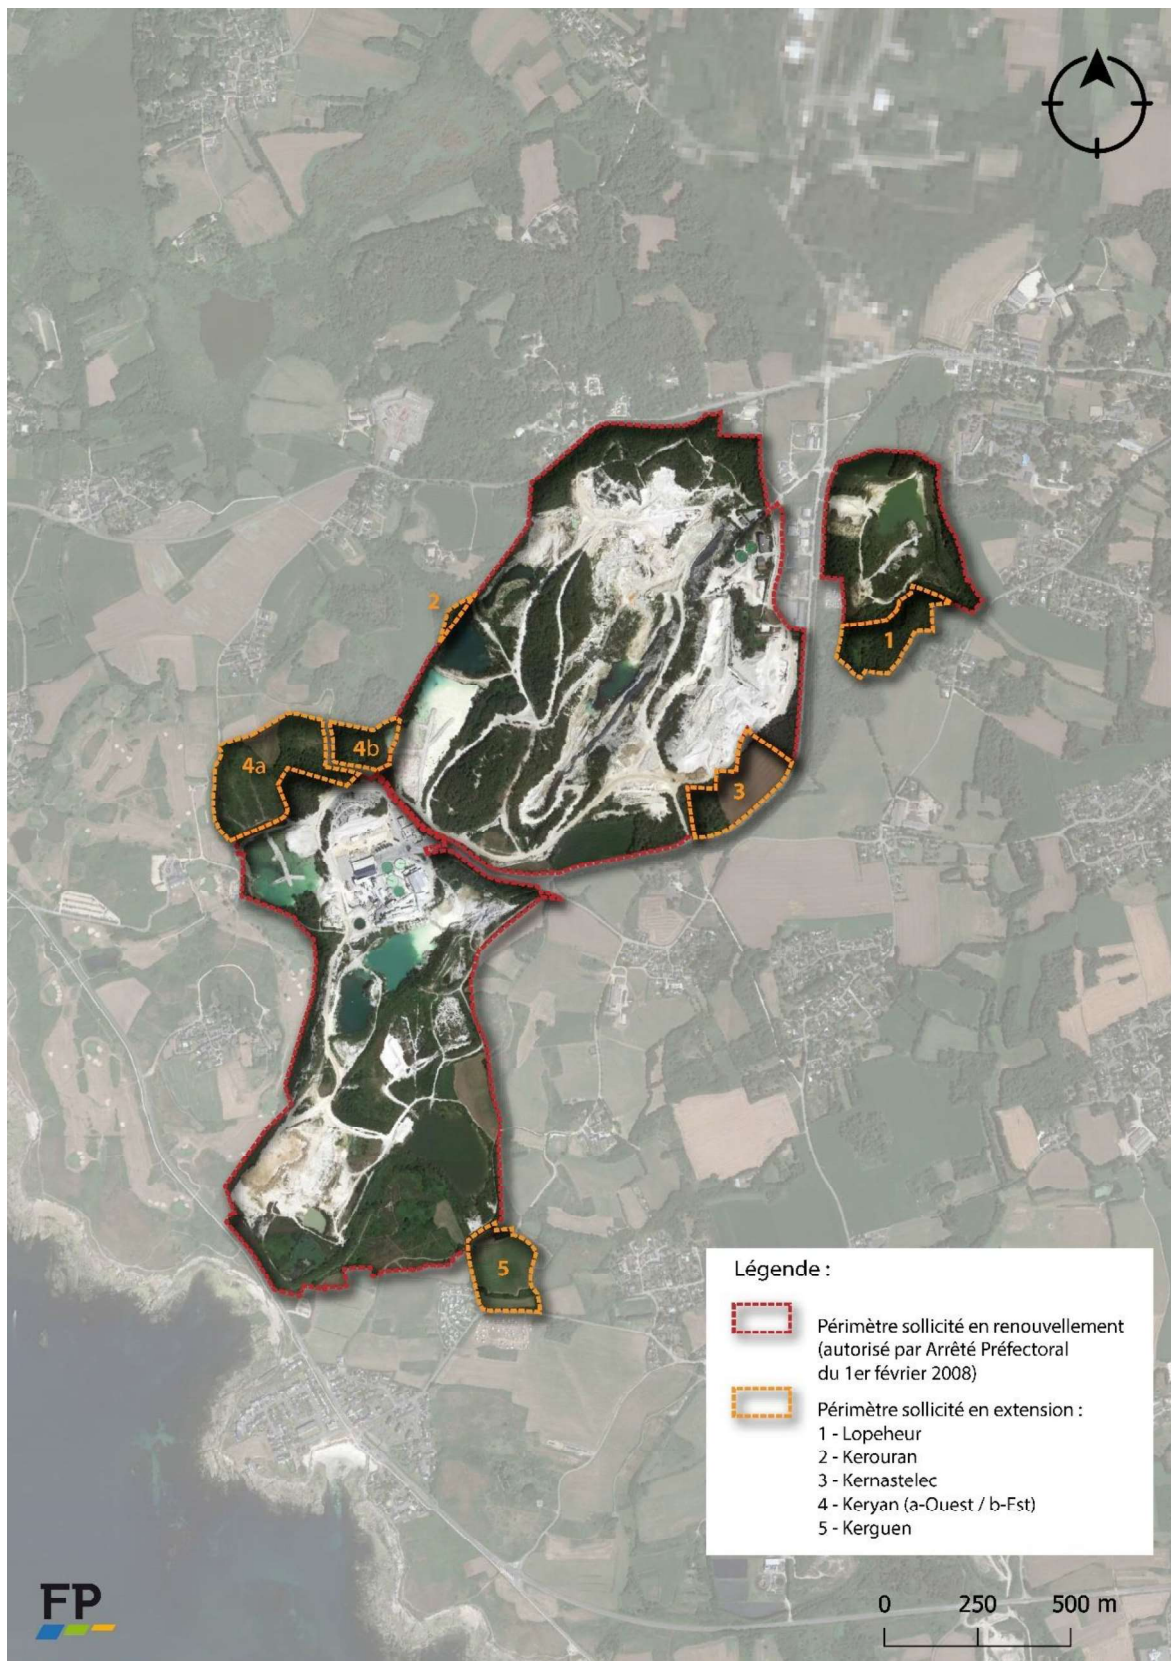 2
1
4b
4a
3
5
Légende :
Périmètre sollicité en renouvellement
(autorisé par Arrêté Préfectoral
du 1er février 2008)
Périmètre sollicité en extension :
1 - Lopeheur
2 - Kerouran
3 - Kernastelec
4 - Keryan (a-Ouest / b-Est)
5 - Kerguen
FP
0 250 500 m